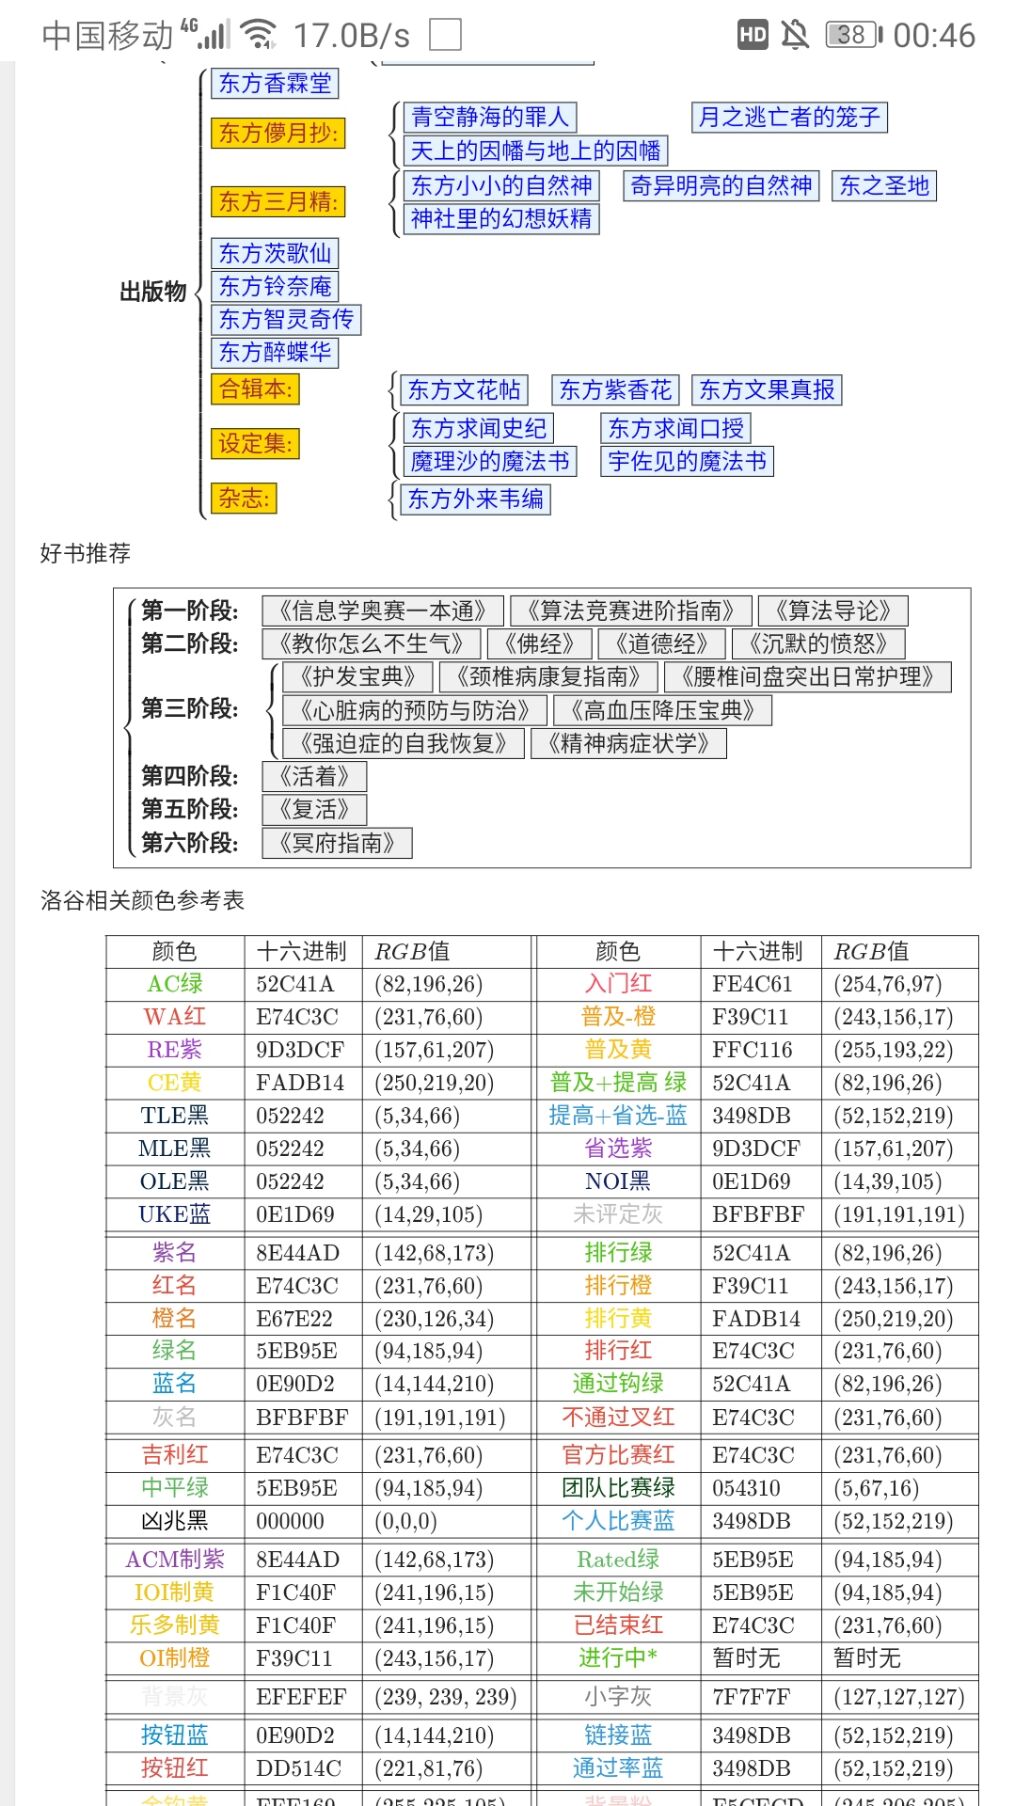 中国移动 4G 17.0B/s HD 38 00:46
东方香霖堂
东方儚月抄: 青空静海的罪人 月之逃亡者的笼子
天上的因幡与地上的因幡
东方三月精: 东方小小的自然神 奇异明亮的自然神 东之圣地
神社里的幻想妖精
东方茨歌仙
出版物 东方铃奈庵
东方智灵奇传
东方醉蝶华
合辑本: 东方文花帖 东方紫香花 东方文果真报
设定集: 东方求闻史纪 东方求闻口授
魔理沙的魔法书 宇佐见的魔法书
杂志: 东方外来韦编
好书推荐
第一阶段: 《信息学奥赛一本通》 《算法竞赛进阶指南》 《算法导论》
第二阶段: 《教你怎么不生气》 《佛经》 《道德经》 《沉默的愤怒》
《护发宝典》 《颈椎病康复指南》 《腰椎间盘突出日常护理》
第三阶段: 《心脏病的预防与防治》 《高血压降压宝典》
《强迫症的自我恢复》 《精神病症状学》
第四阶段: 《活着》
第五阶段: 《复活》
第六阶段: 《冥府指南》
洛谷相关颜色参考表
颜色 十六进制 RGB值 颜色 十六进制 RGB值
AC绿 52C41A (82,196,26) 入门红 FE4C61 (254,76,97)
WA红 E74C3C (231,76,60) 普及-橙 F39C11 (243,156,17)
RE紫 9D3DCF (157,61,207) 普及黄 FFC116 (255,193,22)
CE黄 FADB14 (250,219,20) 普及+提高 绿 52C41A (82,196,26)
TLE黑 052242 (5,34,66) 提高+省选-蓝 3498DB (52,152,219)
MLE黑 052242 (5,34,66) 省选紫 9D3DCF (157,61,207)
OLE黑 052242 (5,34,66) NOI黑 0E1D69 (14,39,105)
UKE蓝 0E1D69 (14,29,105) 未评定灰 BFBFBF (191,191,191)
紫名 8E44AD (142,68,173) 排行绿 52C41A (82,196,26)
红名 E74C3C (231,76,60) 排行橙 F39C11 (243,156,17)
橙名 E67E22 (230,126,34) 排行黄 FADB14 (250,219,20)
绿名 5EB95E (94,185,94) 排行红 E74C3C (231,76,60)
蓝名 0E90D2 (14,144,210) 通过钩绿 52C41A (82,196,26)
灰名 BFBFBF (191,191,191) 不通过叉红 E74C3C (231,76,60)
吉利红 E74C3C (231,76,60) 官方比赛红 E74C3C (231,76,60)
中平绿 5EB95E (94,185,94) 团队比赛绿 054310 (5,67,16)
凶兆黑 000000 (0,0,0) 个人比赛蓝 3498DB (52,152,219)
ACM制紫 8E44AD (142,68,173) Rated绿 5EB95E (94,185,94)
IOI制黄 F1C40F (241,196,15) 未开始绿 5EB95E (94,185,94)
乐多制黄 F1C40F (241,196,15) 已结束红 E74C3C (231,76,60)
OI制橙 F39C11 (243,156,17) 进行中* 暂时无 暂时无
背景灰 EFEFEF (239, 239, 239) 小字灰 7F7F7F (127,127,127)
按钮蓝 0E90D2 (14,144,210) 链接蓝 3498DB (52,152,219)
按钮红 DD514C (221,81,76) 通过率蓝 3498DB (52,152,219)